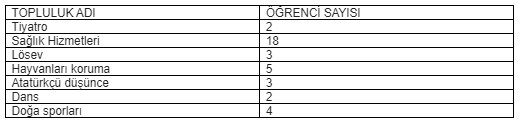 TOPLULUK ADI ÖĞRENCİ SAYISI
Tiyatro 2
Sağlık Hizmetleri 18
Lösev 3
Hayvanları koruma 5
Atatürkçü düşünce 3
Dans 2
Doğa sporları 4